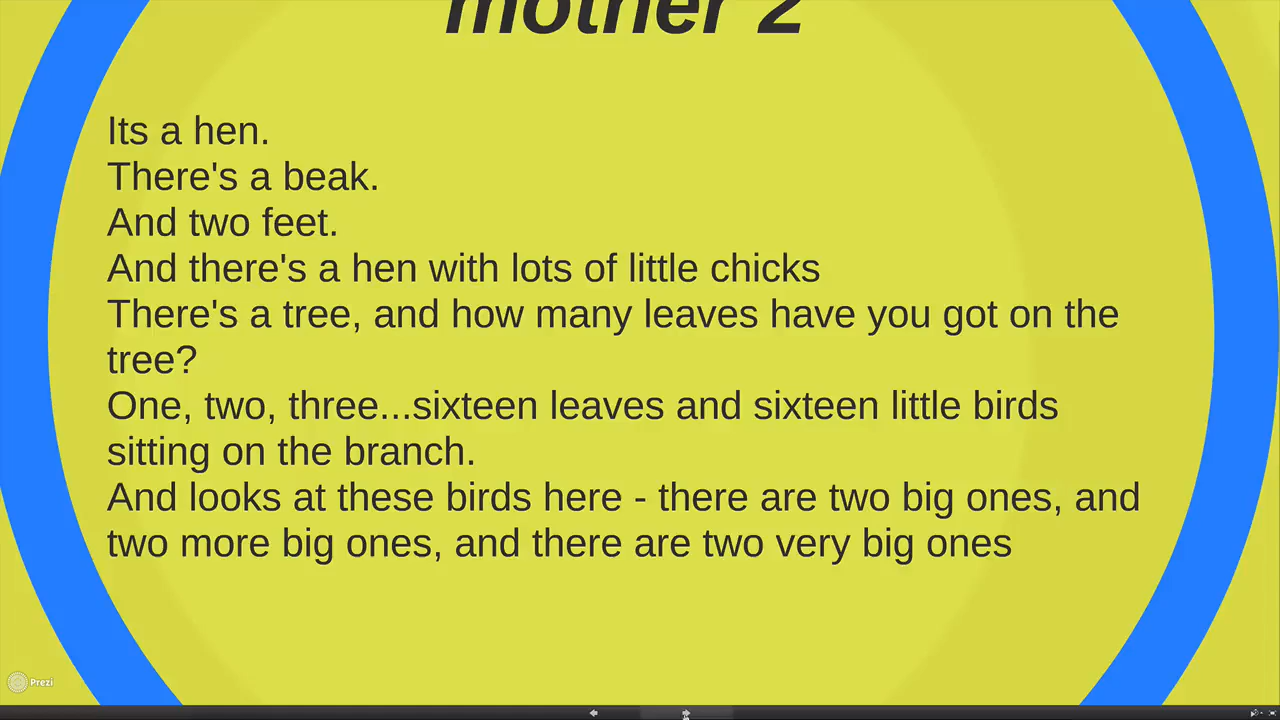 mother 2
Its a hen.
There's a beak.
And two feet.
And there's a hen with lots of little chicks
There's a tree, and how many leaves have you got on the
tree?
One, two, three...sixteen leaves and sixteen little birds
sitting on the branch.
And looks at these birds here - there are two big ones, and
two more big ones, and there are two very big ones
Prezi